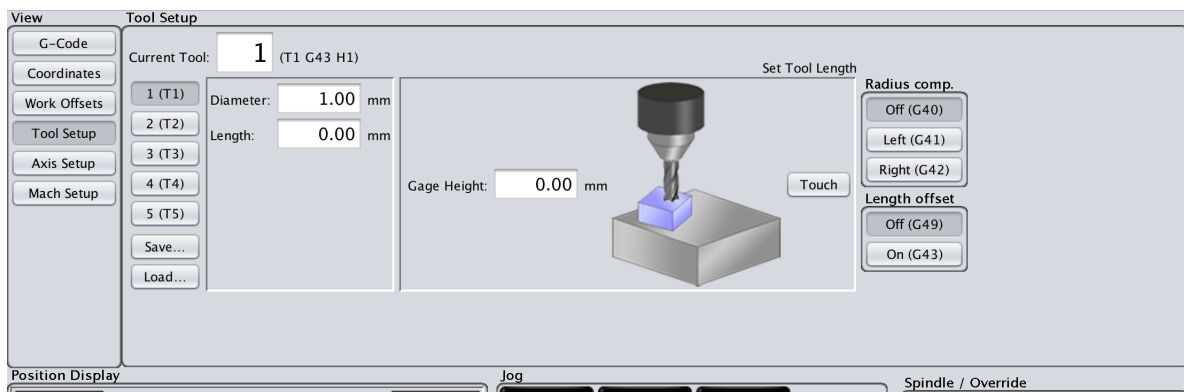 View
Tool Setup
G-Code
Coordinates
Work Offsets
Tool Setup
Axis Setup
Mach Setup
Current Tool: 1 (T1 G43 H1)
1 (T1)
2 (T2)
3 (T3)
4 (T4)
5 (T5)
Save...
Load...
Diameter: 1.00 mm
Length: 0.00 mm
Set Tool Length
Gage Height: 0.00 mm
Touch
Radius comp.
Off (G40)
Left (G41)
Right (G42)
Length offset
Off (G49)
On (G43)
Position Display
Jog
Spindle / Override